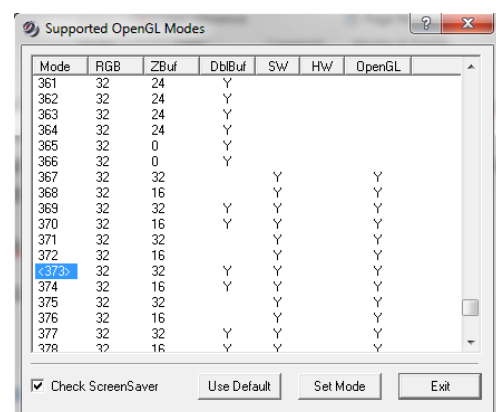 Supported OpenGL Modes
Mode RGB ZBuf DblBuf SW HW OpenGL
361 32 24 Y
362 32 24 Y
363 32 24 Y
364 32 24 Y
365 32 0 Y
366 32 0 Y
367 32 32 Y Y
368 32 16 Y Y
369 32 32 Y Y Y
370 32 16 Y Y Y
371 32 32 Y Y
372 32 16 Y Y
<373> 32 32 Y Y Y
374 32 16 Y Y Y
375 32 32 Y Y
376 32 16 Y Y
377 32 32 Y Y Y
378 32 16 Y Y Y
Check ScreenSaver Use Default Set Mode Exit